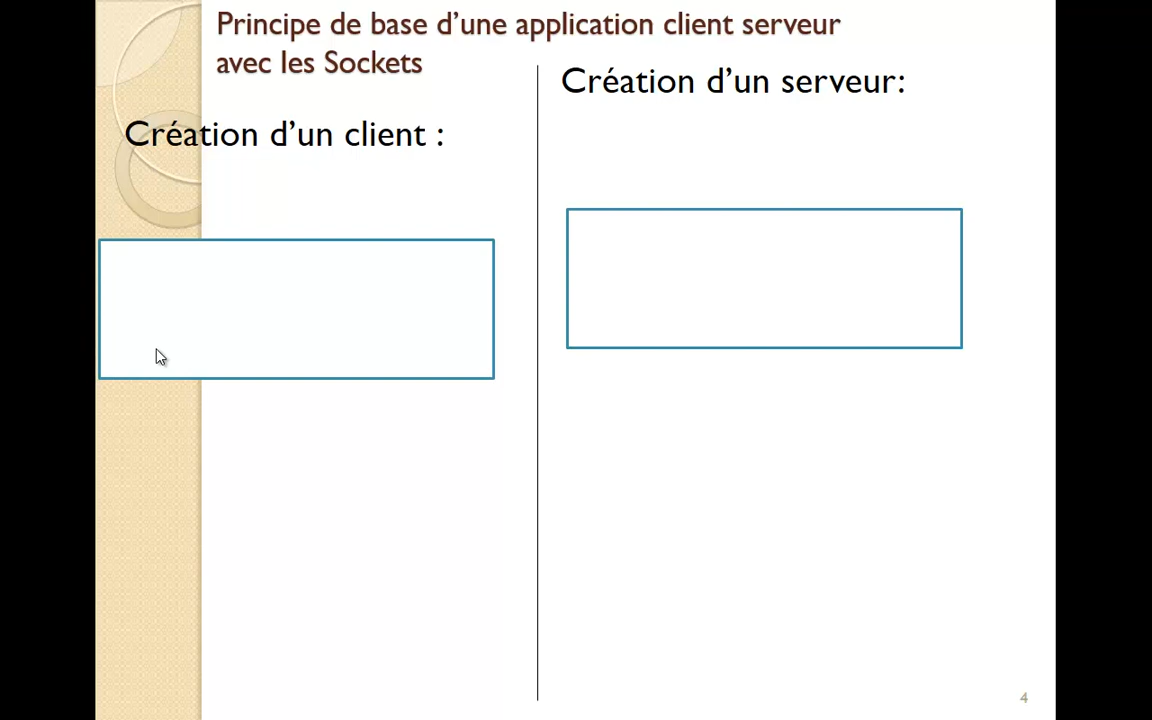 Principe de base d’une application client serveur
avec les Sockets
Création d’un client :
Création d’un serveur:
4